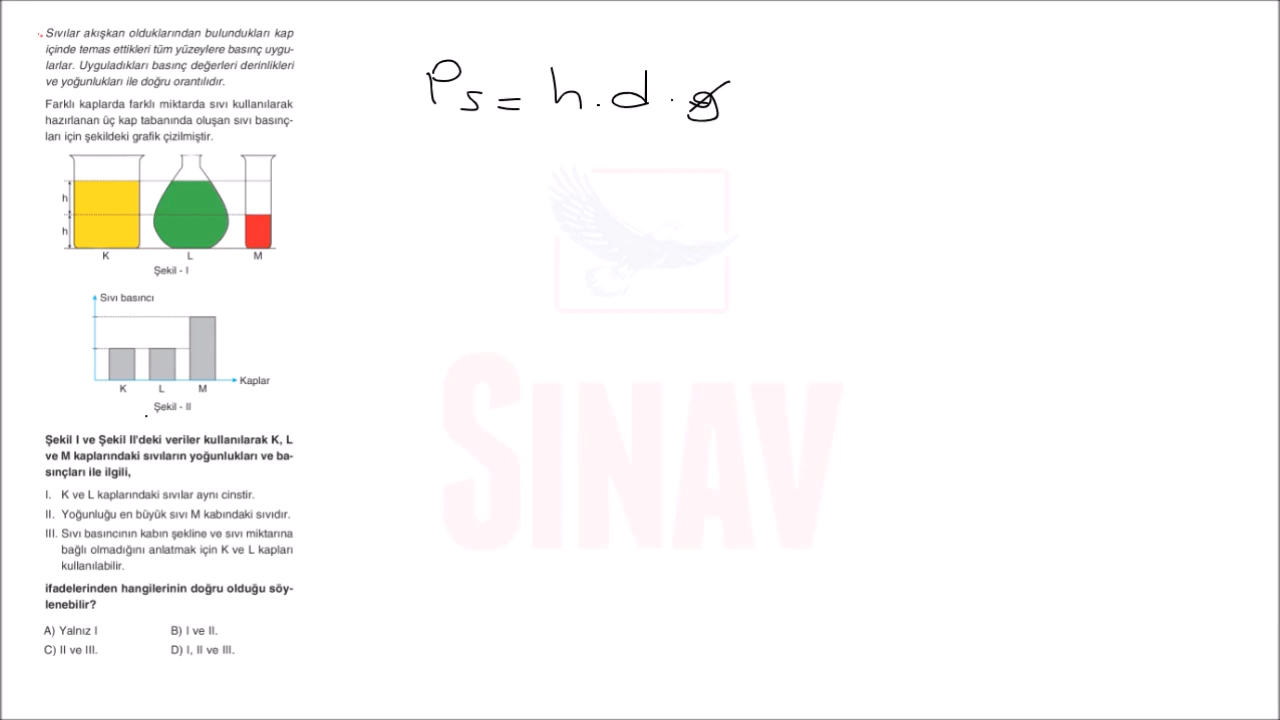 Sıvılar akışkan olduklarından bulundukları kap
içinde temas ettikleri tüm yüzeylere basınç uygu-
larlar. Uyguladıkları basınç değerleri derinlikleri
ve yoğunlukları ile doğru orantılıdır.
Farklı kaplarda farklı miktarda sıvı kullanılarak
hazırlanan üç kap tabanında oluşan sıvı basınç-
ları için şekildeki grafik çizilmiştir.
h
h
K L M
Şekil - I
Sıvı basıncı
Kaplar
K L M
Şekil - II
Şekil I ve Şekil II'deki veriler kullanılarak K, L
ve M kaplarındaki sıvıların yoğunlukları ve ba-
sınçları ile ilgili,
I. K ve L kaplarındaki sıvılar aynı cinstir.
II. Yoğunluğu en büyük sıvı M kabındaki sıvıdır.
III. Sıvı basıncının kabın şekline ve sıvı miktarına
bağlı olmadığını anlatmak için K ve L kapları
kullanılabilir.
ifadelerinden hangilerinin doğru olduğu söy-
lenebilir?
A) Yalnız I B) I ve II.
C) II ve III. D) I, II ve III.
Ps = h.d.g
SINAV